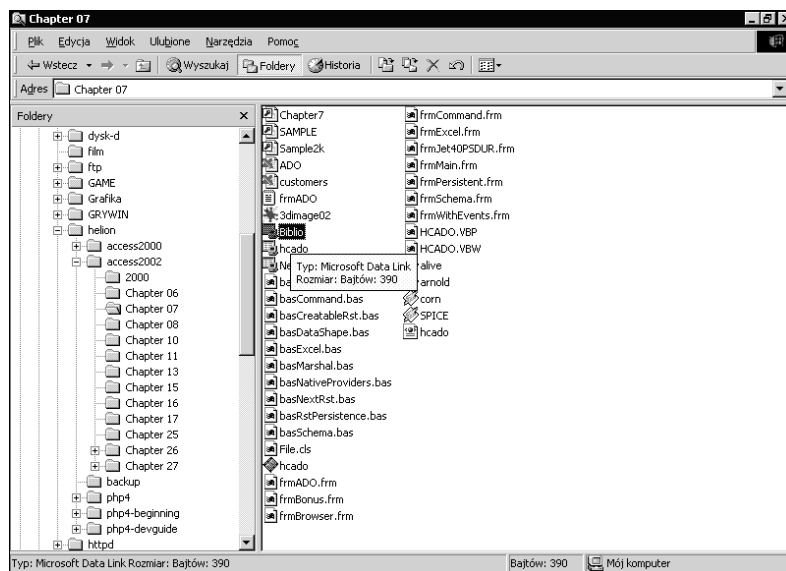 Chapter 07
Plik Edycja Widok Ulubione Narzędzia Pomoc
Wstecz Wyszukaj Foldery Historia
Adres Chapter 07
Foldery
dysk-d
film
ftp
GAME
Grafika
GRYWIN
helion
access2000
access2002
2000
Chapter 06
Chapter 07
Chapter 08
Chapter 10
Chapter 11
Chapter 13
Chapter 15
Chapter 16
Chapter 17
Chapter 25
Chapter 26
Chapter 27
backup
php4
php4-beginning
php4-devguide
httpd
Chapter7
SAMPLE
Sample2k
ADO
customers
frmADO
3dimage02
Biblio
hcado
Typ: Microsoft Data Link
Rozmiar: Bajtów: 390
basCommand.bas
basCreatableRst.bas
basDataShape.bas
basExcel.bas
basMarshal.bas
basNativeProviders.bas
basNextRst.bas
basRstPersistence.bas
basSchema.bas
File.cls
hcado
frmADO.frm
frmBonus.frm
frmBrowser.frm
frmCommand.frm
frmExcel.frm
frmJet40PSDUR.frm
frmMain.frm
frmPersistent.frm
frmSchema.frm
frmWithEvents.frm
HCADO.VBP
HCADO.VBW
alive
arnold
corn
SPICE
hcado
Typ: Microsoft Data Link Rozmiar: Bajtów: 390 Bajtów: 390 Mój komputer